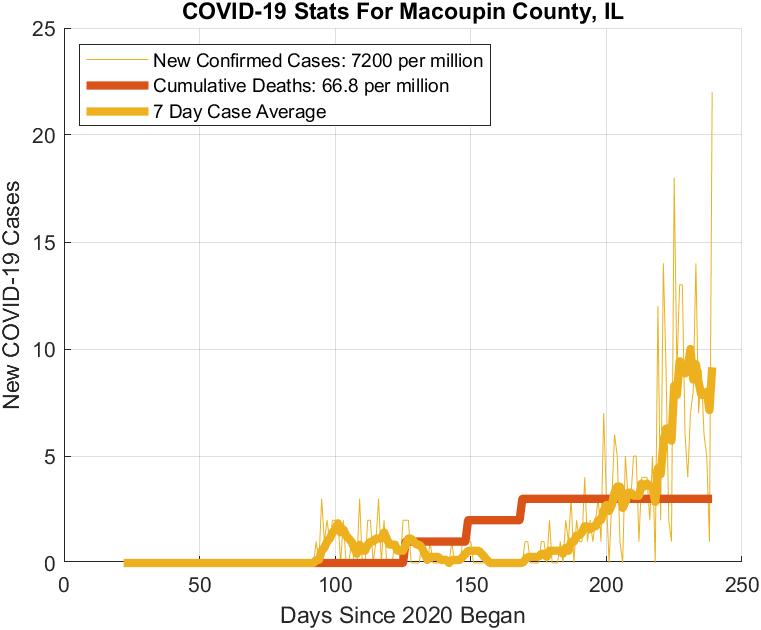 COVID-19 Stats For Macoupin County, IL
New Confirmed Cases: 7200 per million
Cumulative Deaths: 66.8 per million
7 Day Case Average
New COVID-19 Cases
25
20
15
10
5
0
0 50 100 150 200 250
Days Since 2020 Began